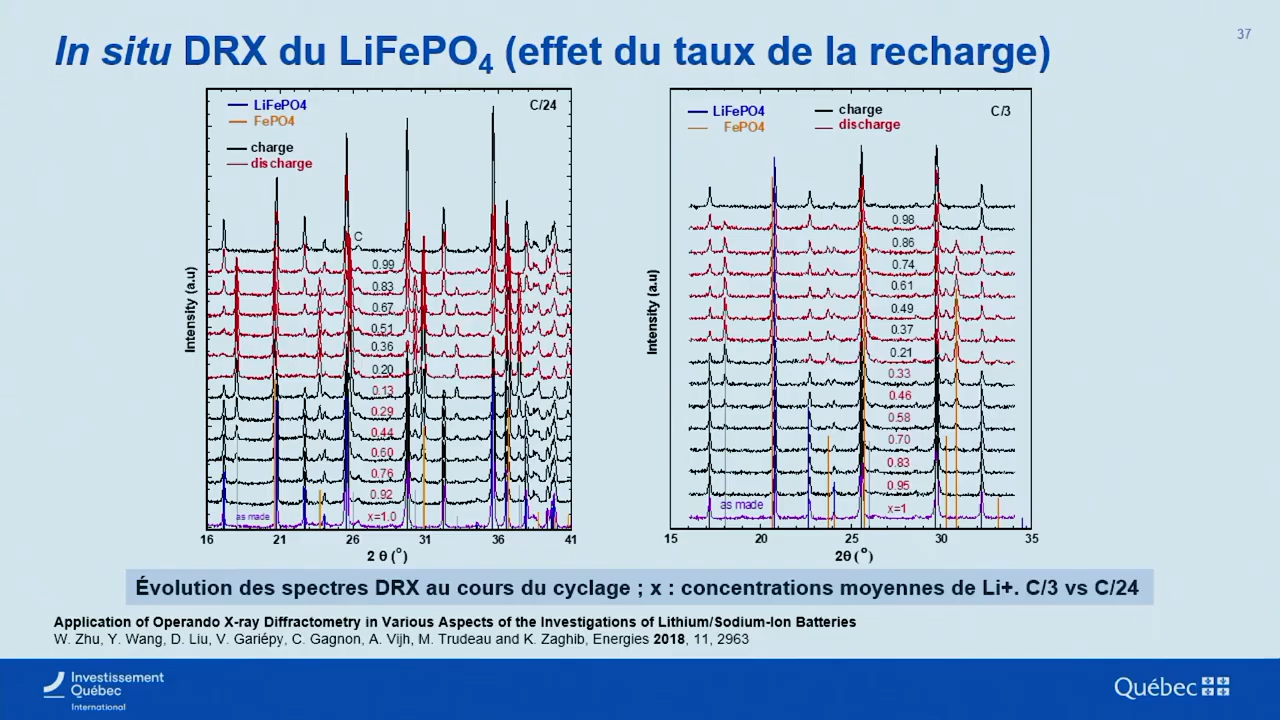 37
In situ DRX du LiFePO4 (effet du taux de la recharge)
LiFePO4
FePO4
charge
discharge
C/24
C
0.99
0.83
0.67
0.51
0.36
0.20
0.13
0.29
0.44
0.60
0.76
0.92
as made
x=1.0
Intensity (a.u)
16 21 26 31 36 41
2 θ (°)
LiFePO4
FePO4
charge
discharge
C/3
0.98
0.86
0.74
0.61
0.49
0.37
0.21
0.33
0.46
0.58
0.70
0.83
0.95
as made
x=1
Intensity (a.u)
15 20 25 30 35
2θ (°)
Évolution des spectres DRX au cours du cyclage ; x : concentrations moyennes de Li+. C/3 vs C/24
Application of Operando X-ray Diffractometry in Various Aspects of the Investigations of Lithium/Sodium-Ion Batteries
W. Zhu, Y. Wang, D. Liu, V. Gariépy, C. Gagnon, A. Vijh, M. Trudeau and K. Zaghib, Energies 2018, 11, 2963
Investissement
Québec
International
Québec